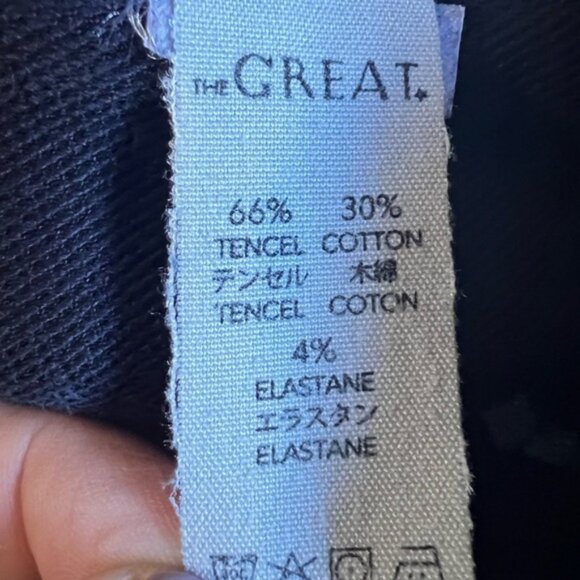 THE GREAT.
66% 30%
TENCEL COTTON
テンセル 木綿
TENCEL COTON
4%
ELASTANE
エラスタン
ELASTANE